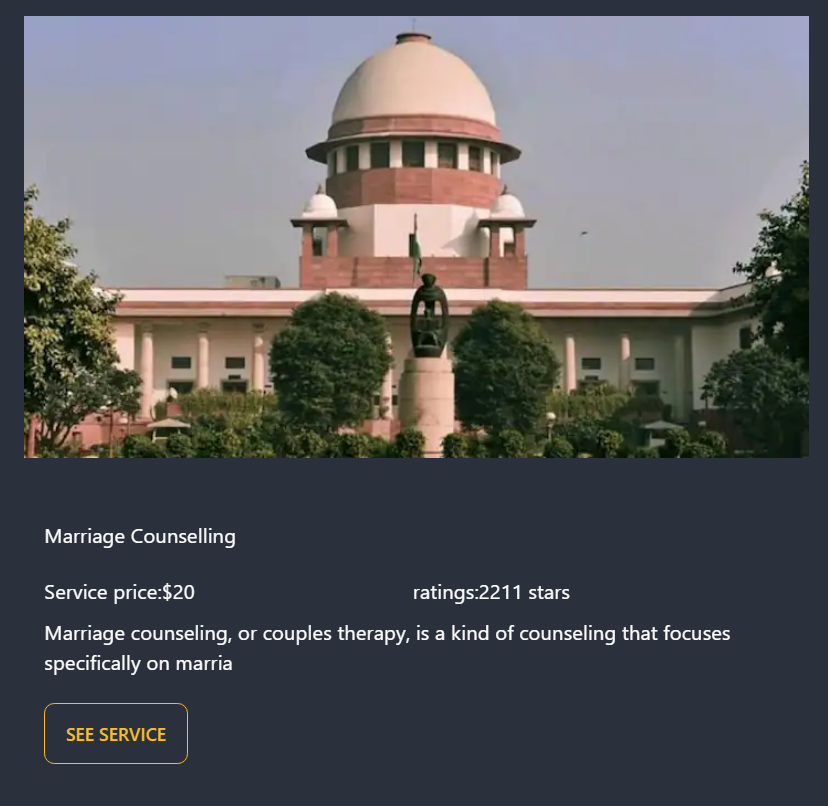 Marriage Counselling
Service price:$20 ratings:2211 stars
Marriage counseling, or couples therapy, is a kind of counseling that focuses
specifically on marria
SEE SERVICE